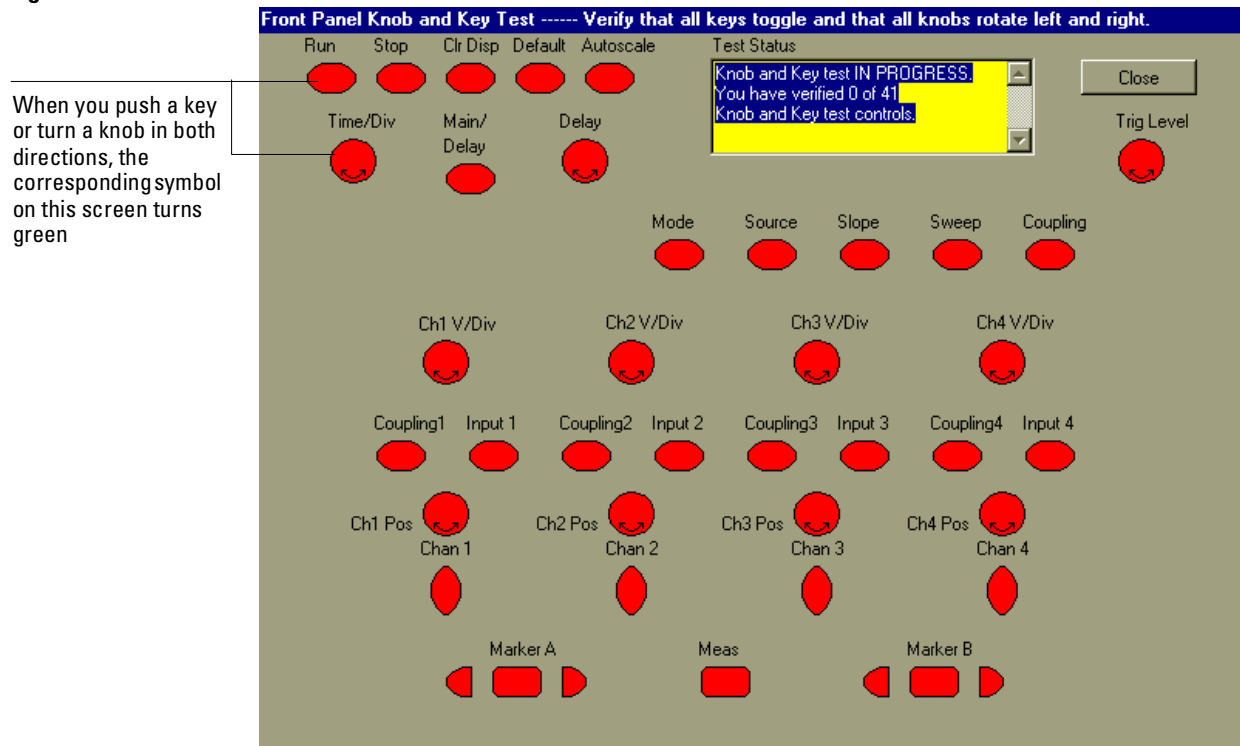 Front Panel Knob and Key Test ------ Verify that all keys toggle and that all knobs rotate left and right.
Run Stop Clr Disp Default Autoscale Test Status
Knob and Key test IN PROGRESS.
You have verified 0 of 41
Knob and Key test controls.
Close
When you push a key
or turn a knob in both
directions, the
corresponding symbol
on this screen turns
green
Time/Div Main/
Delay Delay Trig Level
Mode Source Slope Sweep Coupling
Ch1 V/Div Ch2 V/Div Ch3 V/Div Ch4 V/Div
Coupling1 Input 1 Coupling2 Input 2 Coupling3 Input 3 Coupling4 Input 4
Ch1 Pos Ch2 Pos Ch3 Pos Ch4 Pos
Chan 1 Chan 2 Chan 3 Chan 4
Marker A Meas Marker B